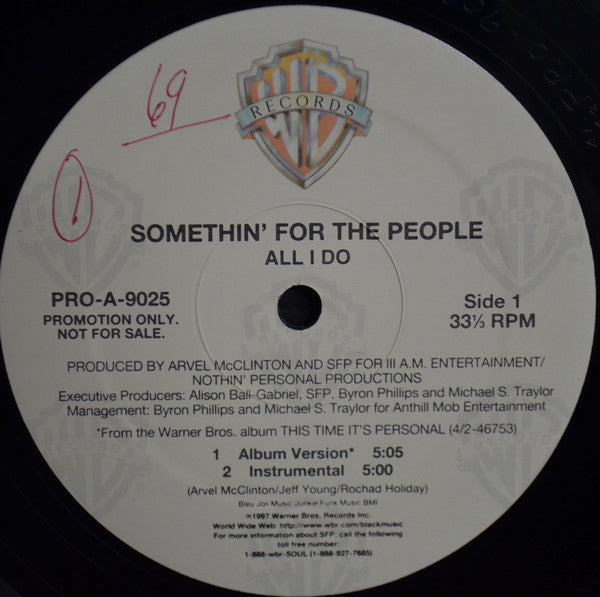 69
1
RECORDS
SOMETHIN' FOR THE PEOPLE
ALL I DO
PRO-A-9025
PROMOTION ONLY.
NOT FOR SALE.
Side 1
33⅓ RPM
PRODUCED BY ARVEL McCLINTON AND SFP FOR III A.M. ENTERTAINMENT/
NOTHIN' PERSONAL PRODUCTIONS
Executive Producers: Alison Ball-Gabriel, SFP, Byron Phillips and Michael S. Traylor
Management: Byron Phillips and Michael S. Traylor for Anthill Mob Entertainment
*From the Warner Bros. album THIS TIME IT'S PERSONAL (4/2-46753)
1 Album Version* 5:05
2 Instrumental 5:00
(Arvel McClinton/Jeff Young/Rochad Holiday)
Bleu Jok Music Junkie Funk Music BMI
℗1997 Warner Bros. Records Inc.
World Wide Web: http://www.wbr.com/blackmusic
For more information about SFP, call the following
toll free number:
1-888-wbr-SOUL (1-888-927-7685)